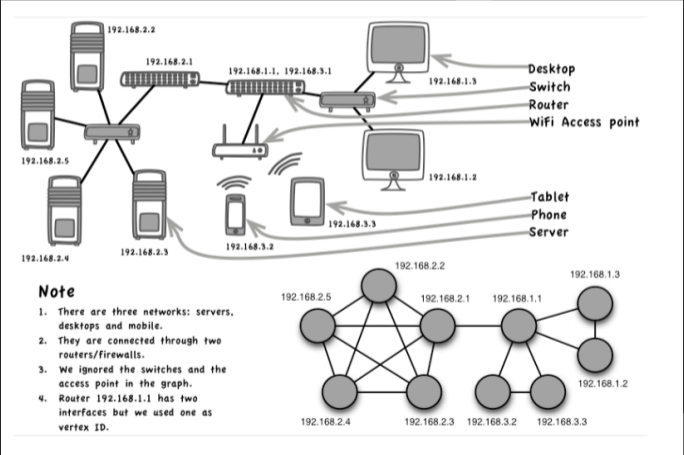 192.168.2.2
192.168.2.1
192.168.1.1, 192.168.3.1
192.168.1.3
Desktop
Switch
Router
WiFi Access point
192.168.2.5
192.168.1.2
Tablet
Phone
Server
192.168.3.3
192.168.3.2
192.168.2.3
192.168.2.4
Note
1. There are three networks: servers,
desktops and mobile.
2. They are connected through two
routers/firewalls.
3. We ignored the switches and the
access point in the graph.
4. Router 192.168.1.1 has two
interfaces but we used one as
vertex ID.
192.168.2.2
192.168.1.3
192.168.2.5
192.168.2.1
192.168.1.1
192.168.1.2
192.168.2.4
192.168.2.3
192.168.3.2
192.168.3.3